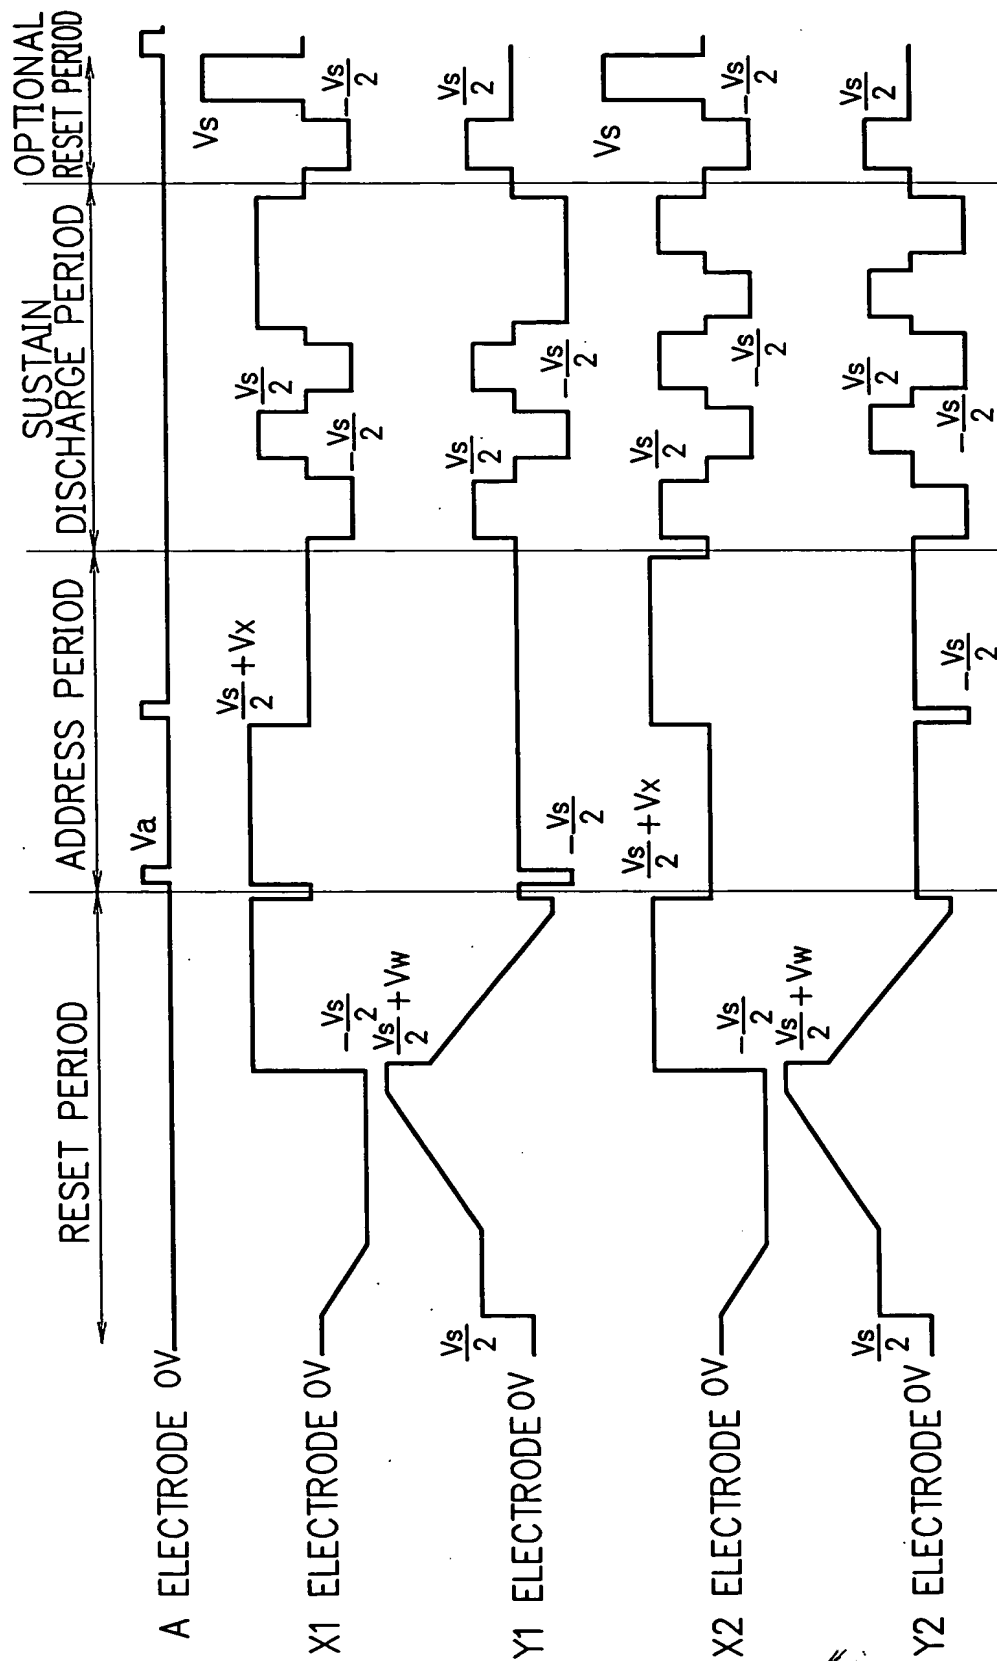 RESET PERIOD
ADDRESS PERIOD
SUSTAIN
DISCHARGE PERIOD
OPTIONAL
RESET PERIOD
A ELECTRODE 0V
Va
X1 ELECTRODE 0V
-Vs/2
Vs/2+Vx
-Vs/2
Vs/2
Vs
-Vs/2
Y1 ELECTRODE 0V
Vs/2
Vs/2+Vw
-Vs/2
Vs/2
-Vs/2
Vs/2
X2 ELECTRODE 0V
-Vs/2
Vs/2+Vx
Vs/2
-Vs/2
Vs
-Vs/2
Y2 ELECTRODE 0V
Vs/2
Vs/2+Vw
-Vs/2
-Vs/2
Vs/2
Vs/2